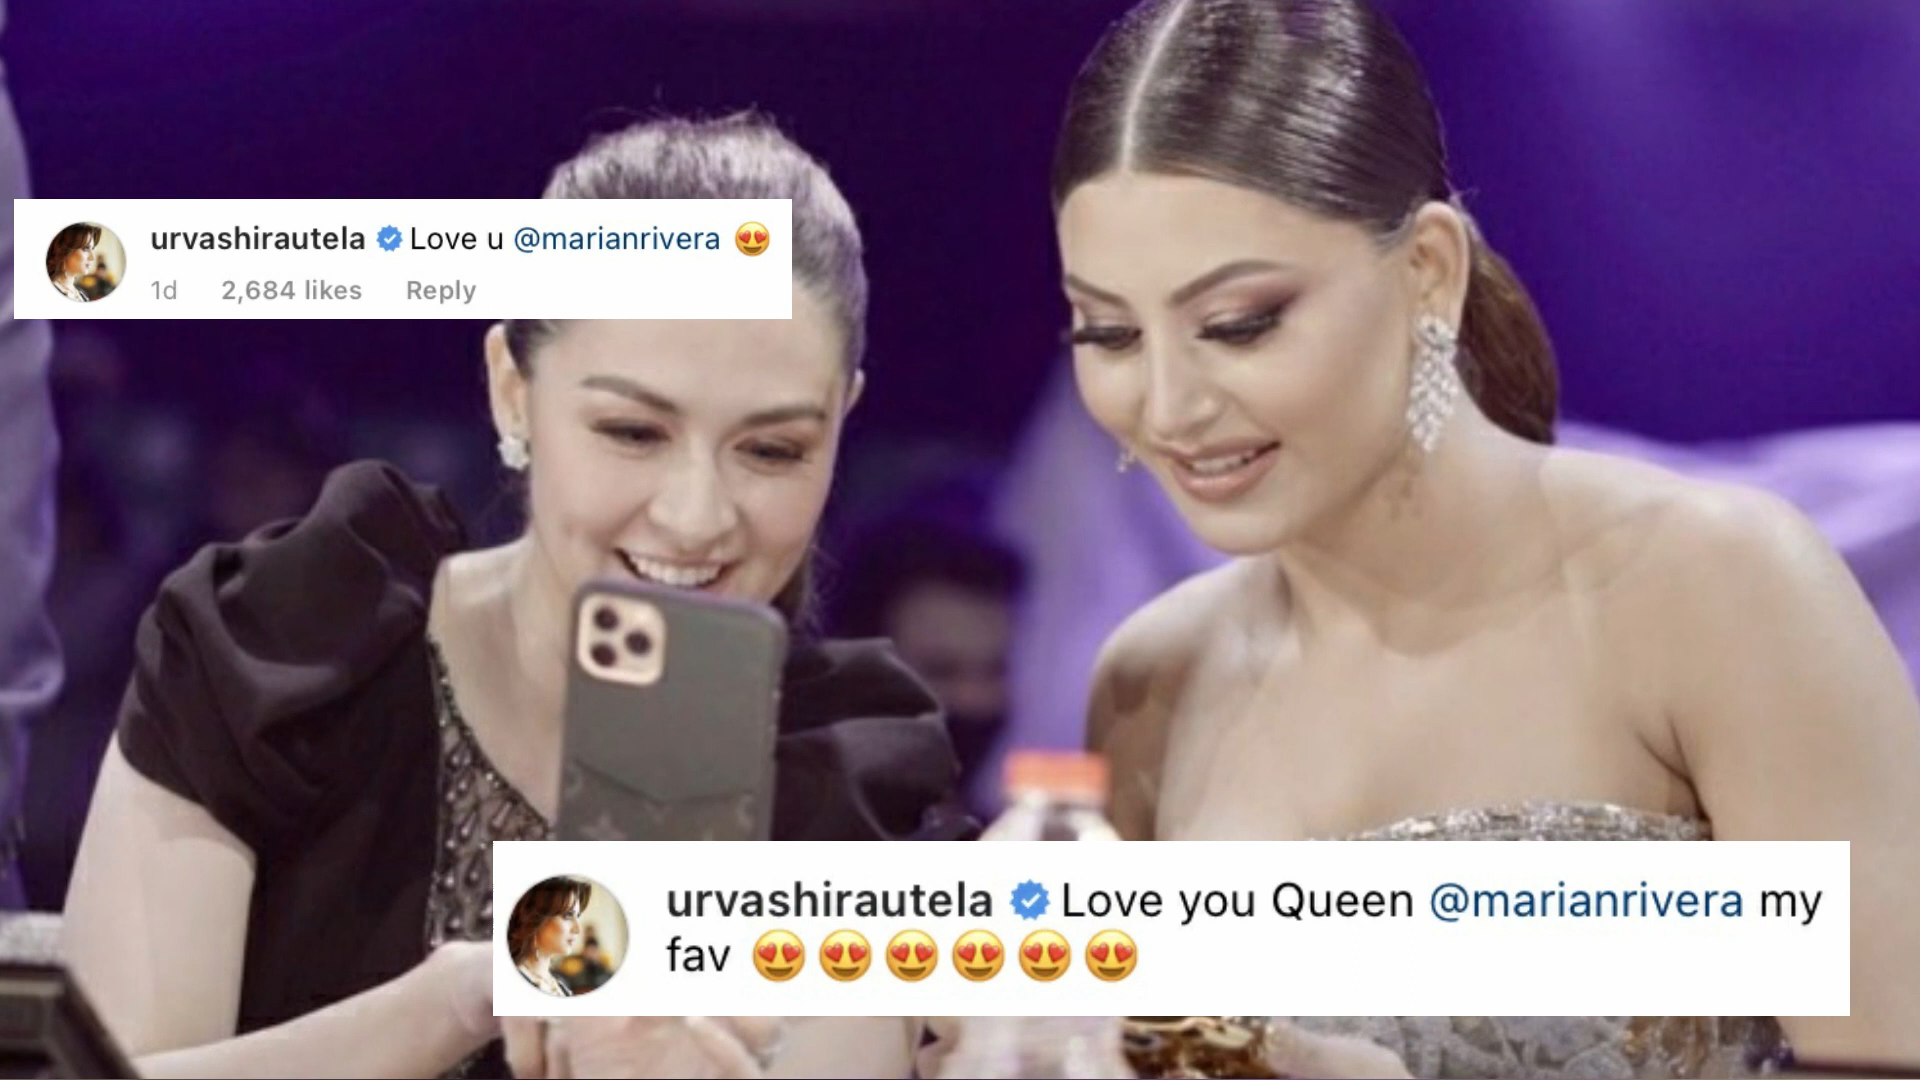 urvashirautela Love u @marianrivera 😍
1d 2,684 likes Reply
urvashirautela Love you Queen @marianrivera my
fav 😍😍😍😍😍😍